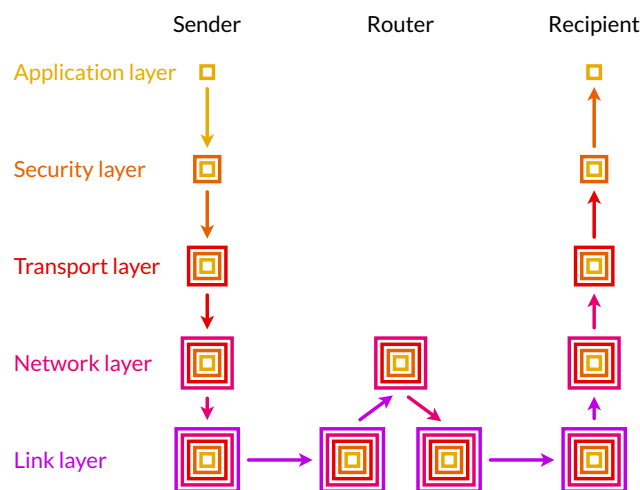 Sender
Router
Recipient
Application layer
Security layer
Transport layer
Network layer
Link layer